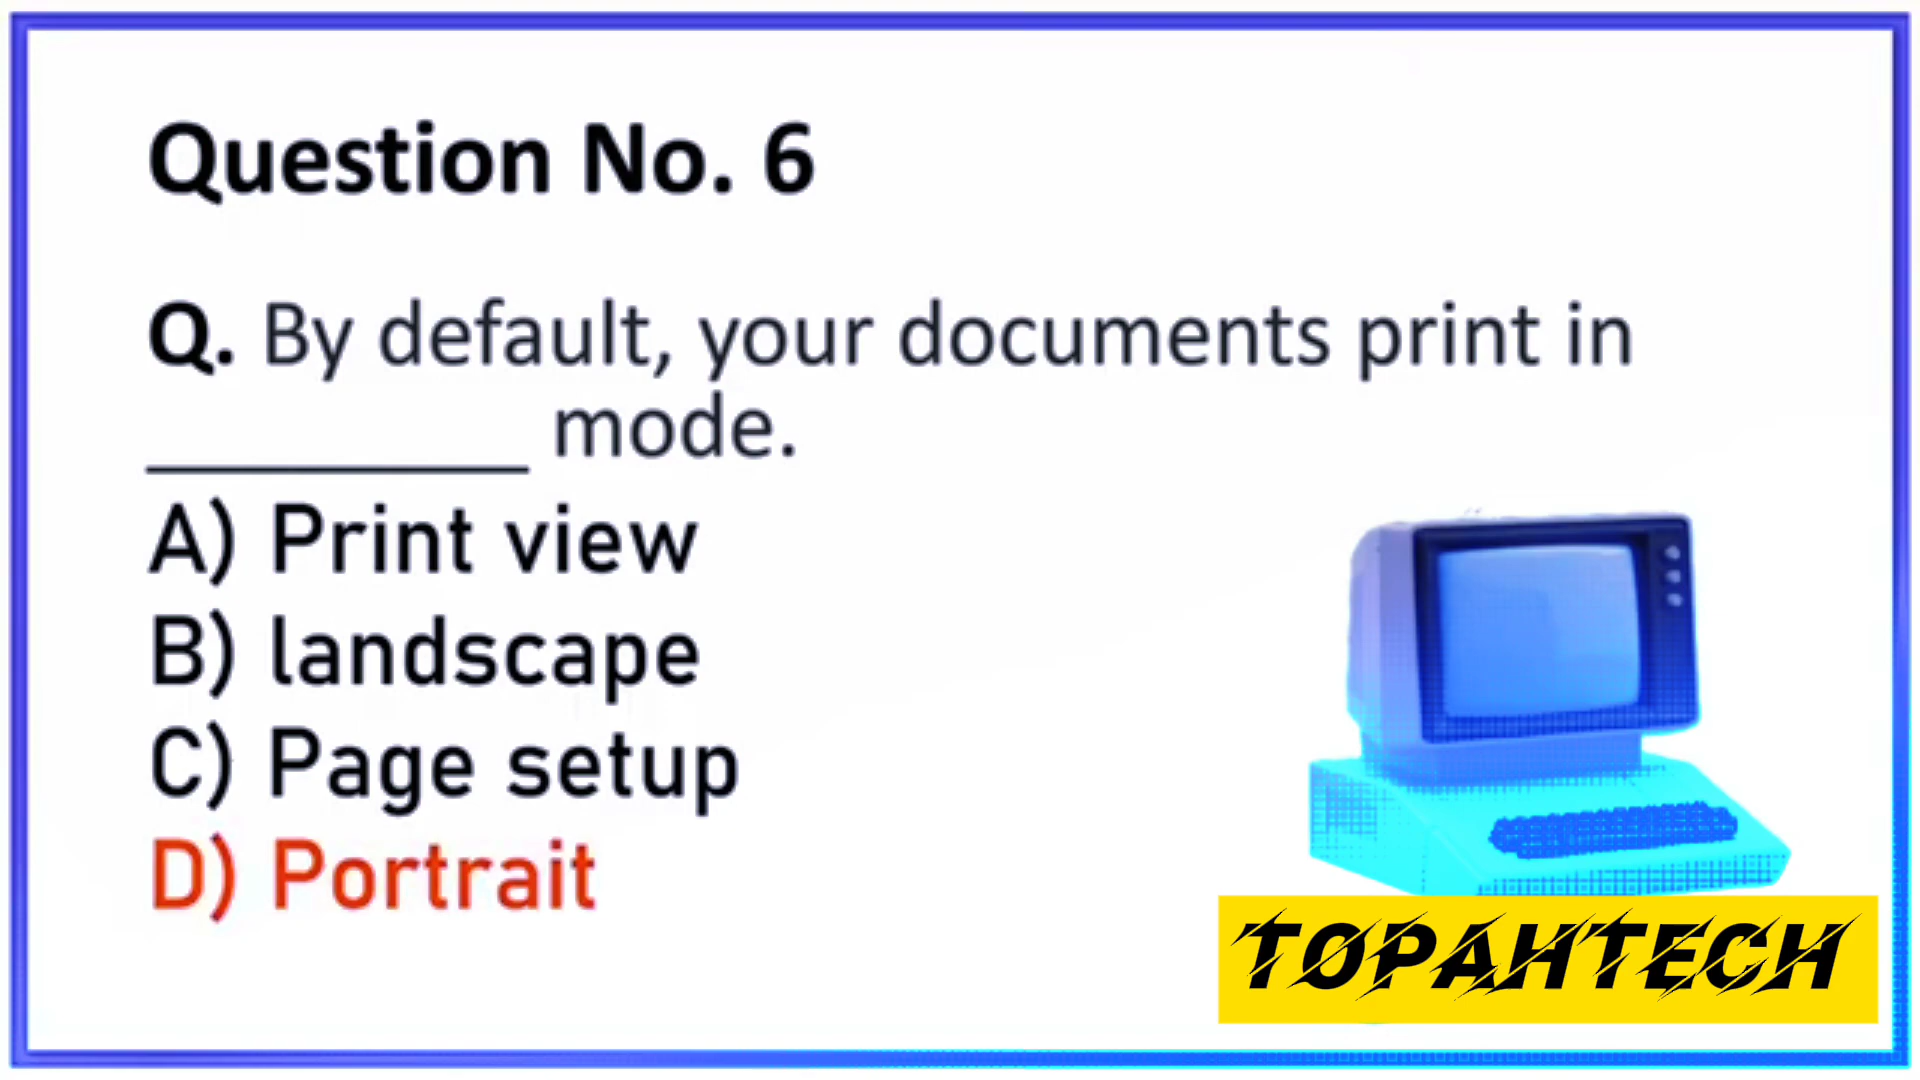 Question No. 6
Q. By default, your documents print in
__________ mode.
A) Print view
B) landscape
C) Page setup
D) Portrait
TOPAHTECH